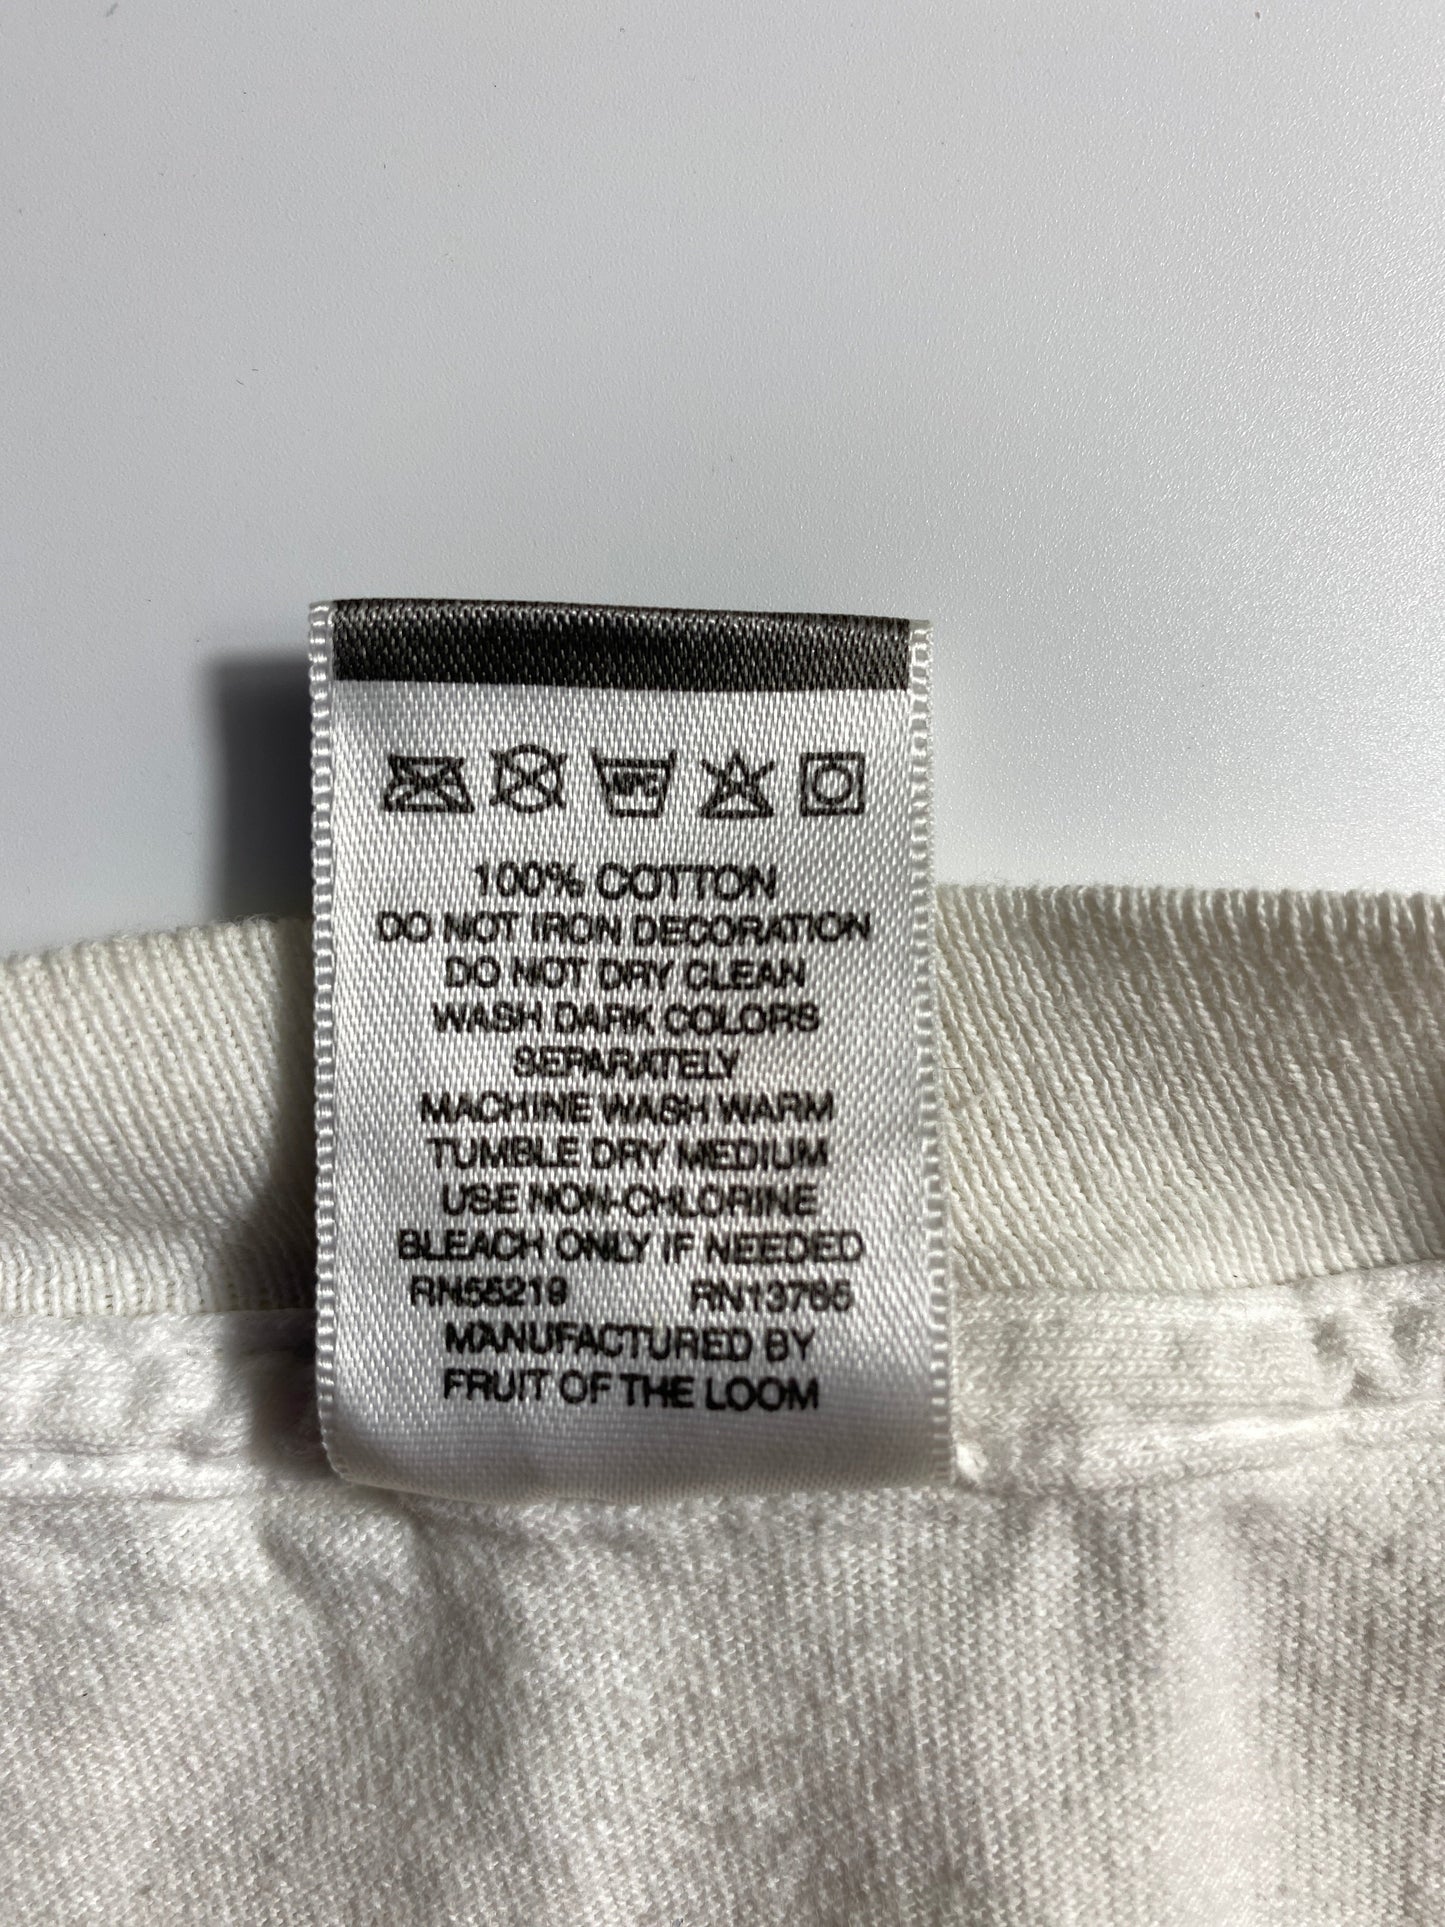 100% COTTON
DO NOT IRON DECORATION
DO NOT DRY CLEAN
WASH DARK COLORS
SEPARATELY
MACHINE WASH WARM
TUMBLE DRY MEDIUM
USE NON-CHLORINE
BLEACH ONLY IF NEEDED
RN55219 RN13765
MANUFACTURED BY
FRUIT OF THE LOOM